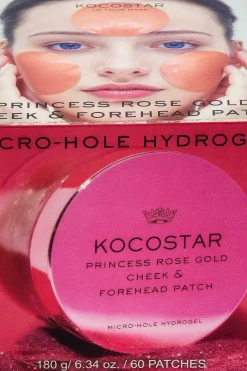 KOCOSTAR
PRINCESS ROSE GOLD
CHEEK & FOREHEAD PATCH
CRO-HOLE HYDROG
KOCOSTAR
PRINCESS ROSE GOLD
CHEEK &
FOREHEAD PATCH
MICRO-HOLE HYDROGEL
180 g / 6.34 oz. / 60 PATCHES